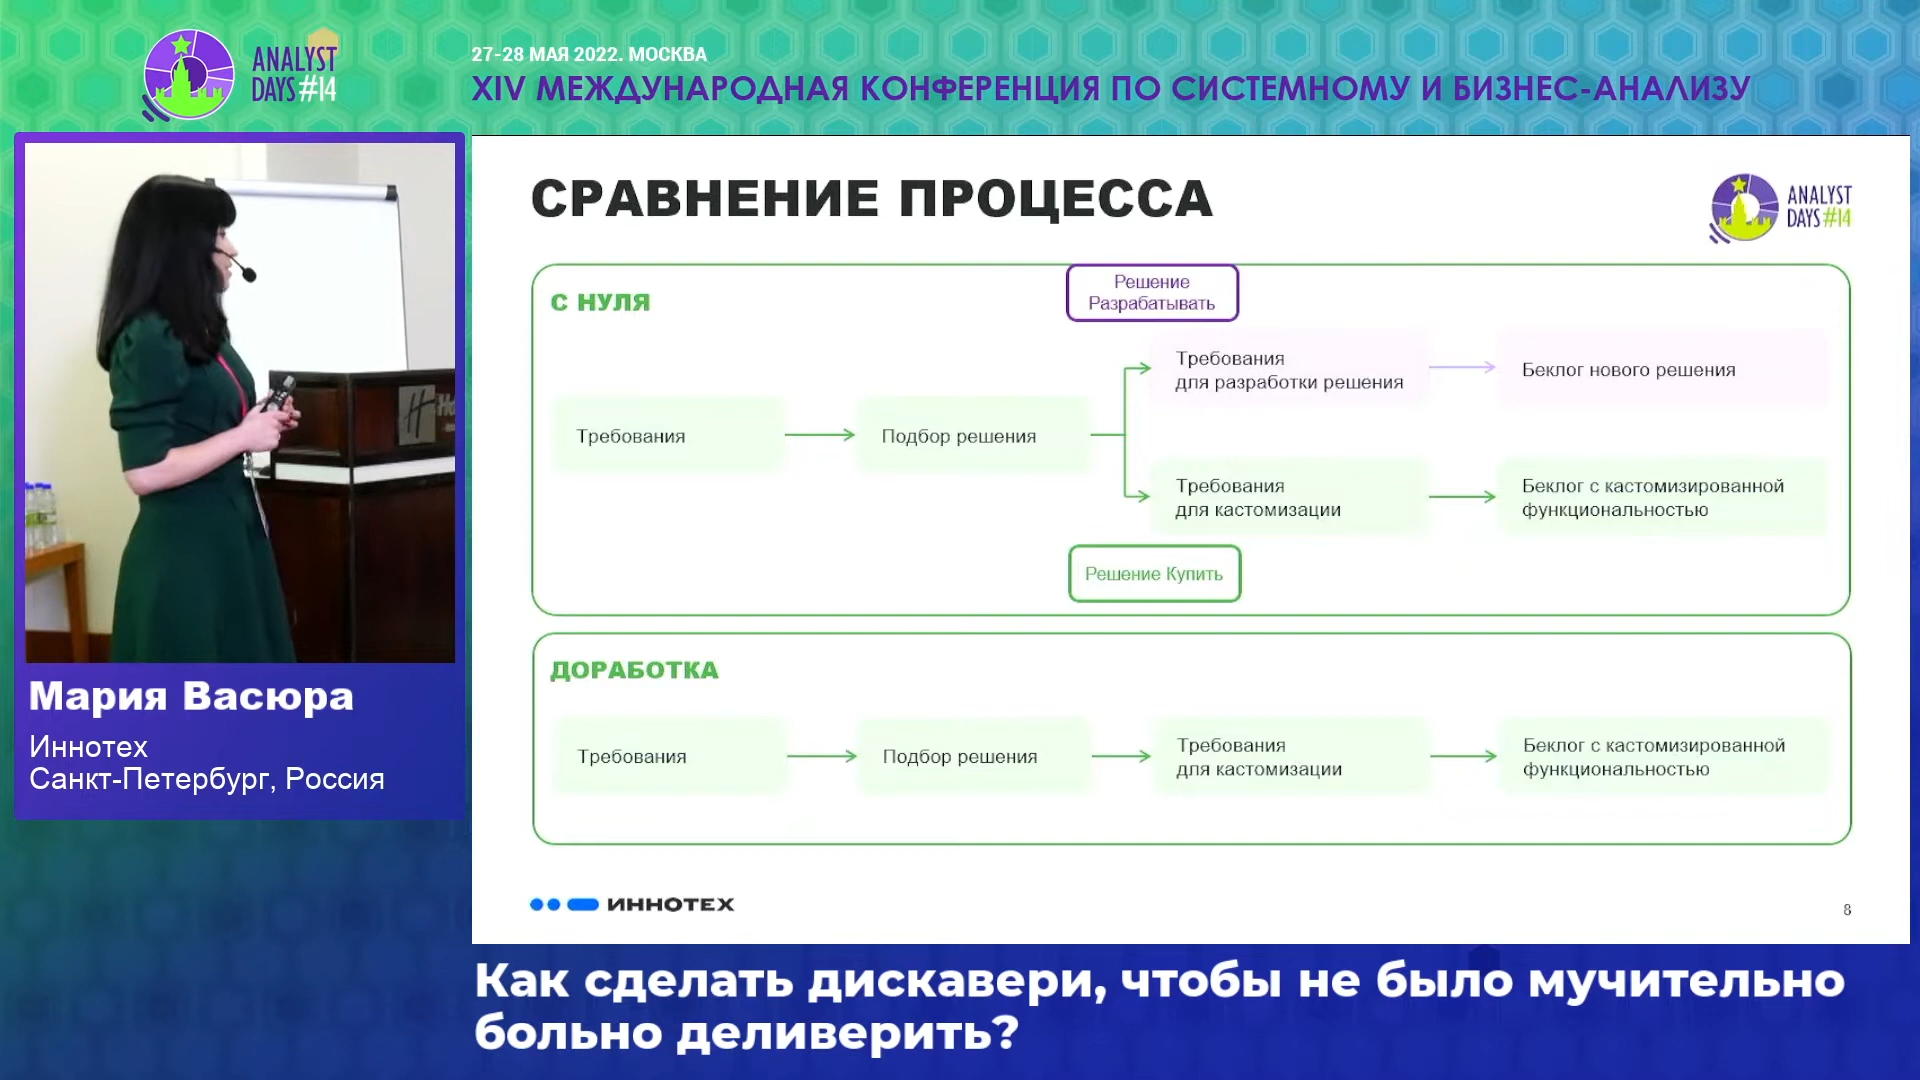 ANALYST
DAYS #14
27-28 МАЯ 2022. МОСКВА
XIV МЕЖДУНАРОДНАЯ КОНФЕРЕНЦИЯ ПО СИСТЕМНОМУ И БИЗНЕС-АНАЛИЗУ
СРАВНЕНИЕ ПРОЦЕССА
ANALYST
DAYS #14
С НУЛЯ
Решение
Разрабатывать
Требования
Подбор решения
Требования
для разработки решения
Беклог нового решения
Требования
для кастомизации
Беклог с кастомизированной
функциональностью
Решение Купить
ДОРАБОТКА
Требования
Подбор решения
Требования
для кастомизации
Беклог с кастомизированной
функциональностью
ИННОТЕХ
8
Мария Васюра
Иннотех
Санкт-Петербург, Россия
Как сделать дискавери, чтобы не было мучительно
больно деливерить?